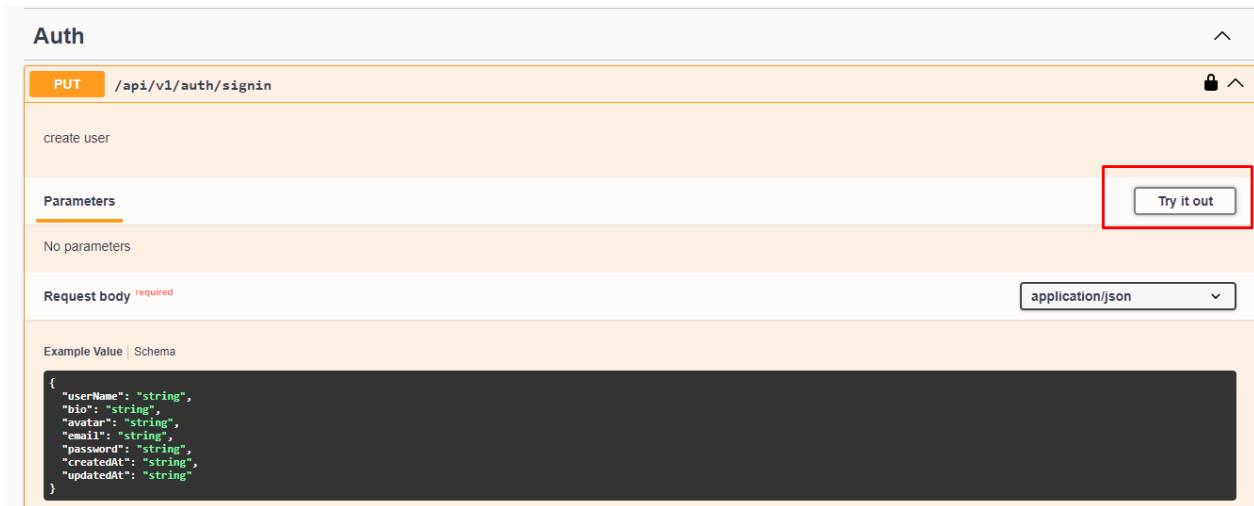 Auth
PUT /api/v1/auth/signin
create user
Parameters
Try it out
No parameters
Request body required
application/json
Example Value | Schema
{
"userName": "string",
"bio": "string",
"avatar": "string",
"email": "string",
"password": "string",
"createdAt": "string",
"updatedAt": "string"
}